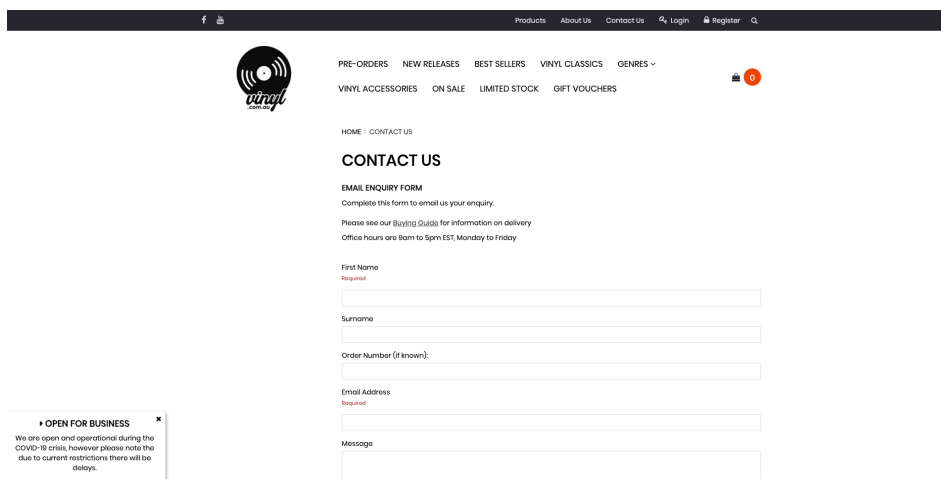 Products About Us Contact Us Login Register
vinyl
.com.au
PRE-ORDERS NEW RELEASES BEST SELLERS VINYL CLASSICS GENRES
VINYL ACCESSORIES ON SALE LIMITED STOCK GIFT VOUCHERS
0
HOME > CONTACT US
CONTACT US
EMAIL ENQUIRY FORM
Complete this form to email us your enquiry.
Please see our Buying Guide for information on delivery
Office hours are 9am to 5pm EST, Monday to Friday
First Name
Required
Surname
Order Number (if known):
Email Address
Required
Message
OPEN FOR BUSINESS
We are open and operational during the
COVID-19 crisis, however please note the
due to current restrictions there will be
delays.